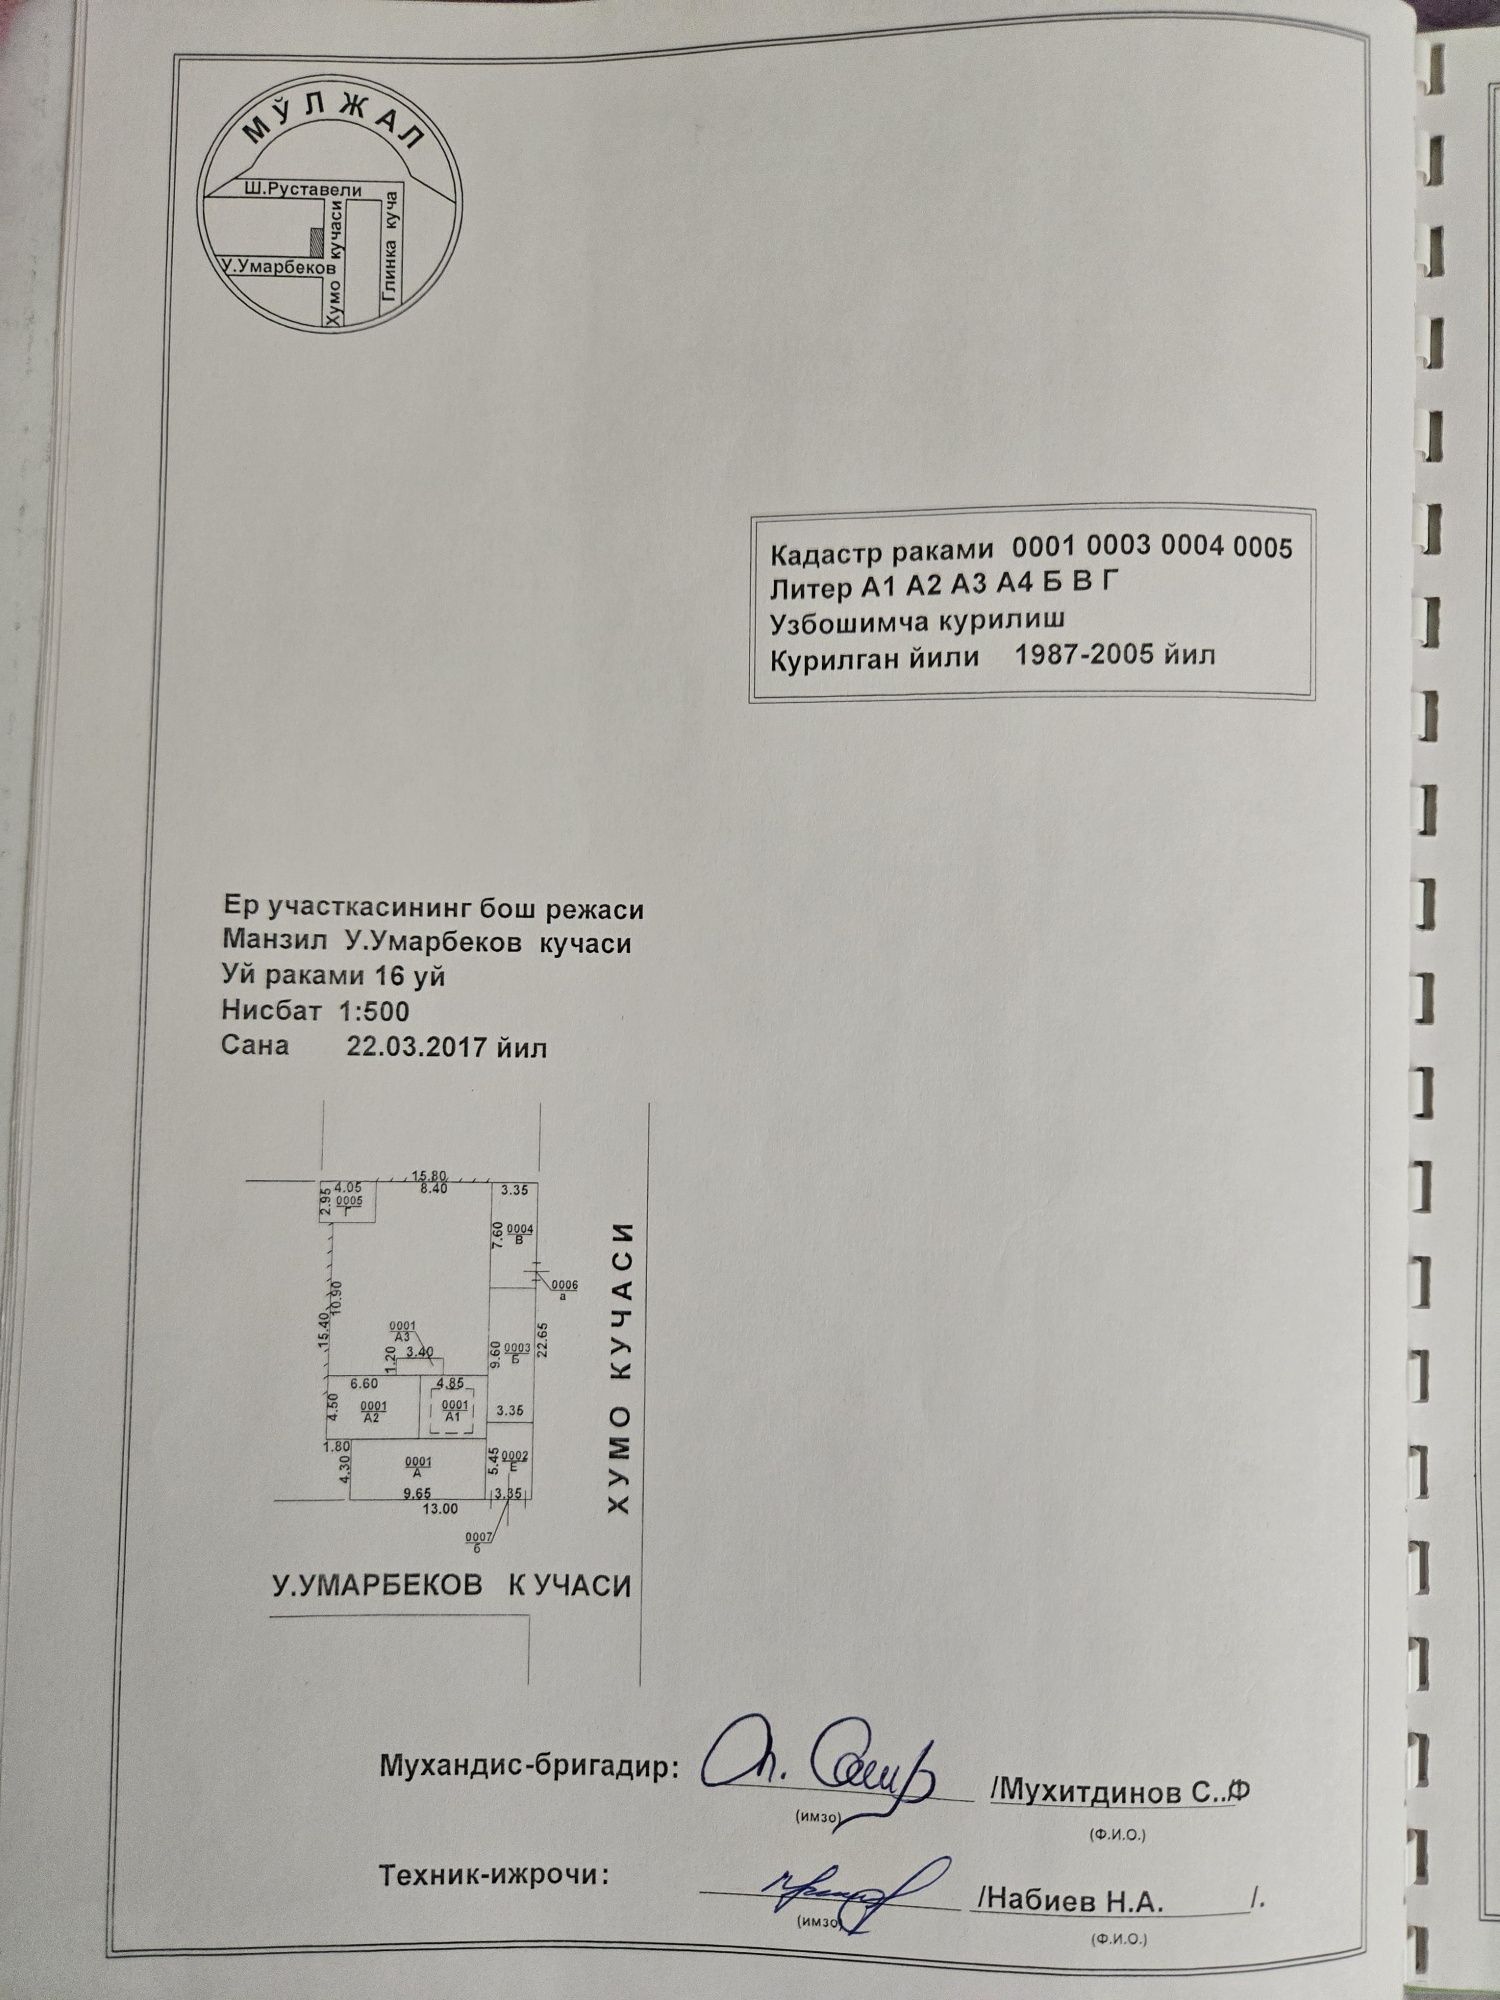 МЎЛЖАЛ
Ш.Руставели
Хумо кучаси
Глинка куча
У.Умарбеков
Кадастр раками 0001 0003 0004 0005
Литер А1 А2 А3 А4 Б В Г
Узбошимча курилиш
Курилган йили 1987-2005 йил
Ер участкасининг бош режаси
Манзил У.Умарбеков кучаси
Уй раками 16 уй
Нисбат 1:500
Сана 22.03.2017 йил
15.80
4.05
8.40
3.35
2.95
0005
Г
7.60
0004
В
0006
а
10.90
15.40
0001
А3
3.40
1.20
9.60
0003
Б
22.65
6.60
4.85
4.50
0001
А2
0001
А1
3.35
1.80
4.30
0001
А
5.45
0002
Е
9.65
3.35
13.00
0007
б
ХУМО КУЧАСИ
У.УМАРБЕКОВ К УЧАСИ
Мухандис-бригадир: /Мухитдинов С..Ф
(имзо) (Ф.И.О.)
Техник-ижрочи: /Набиев Н.А. /.
(имзо) (Ф.И.О.)